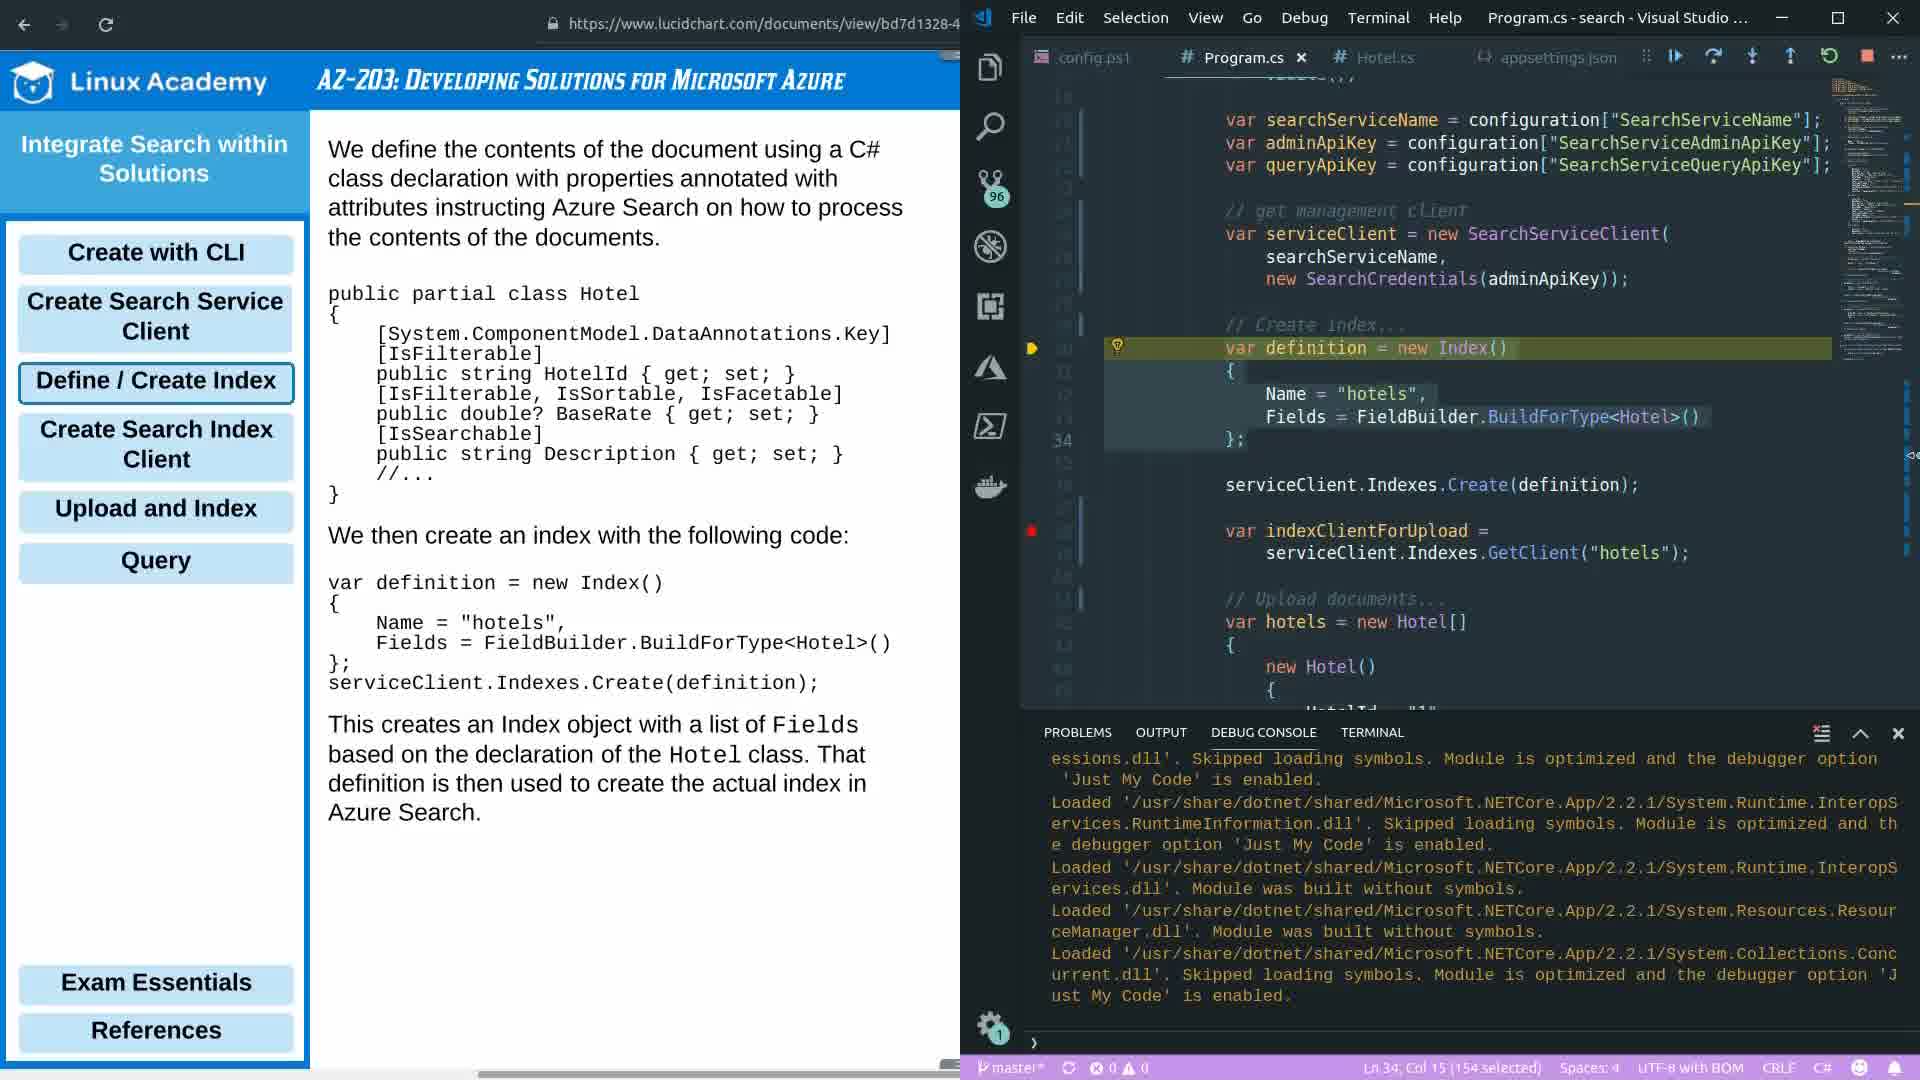 https://www.lucidchart.com/documents/view/bd7d1328-4
Linux Academy
AZ-203: Developing Solutions for Microsoft Azure
Integrate Search within
Solutions
Create with CLI
Create Search Service
Client
Define / Create Index
Create Search Index
Client
Upload and Index
Query
Exam Essentials
References
We define the contents of the document using a C#
class declaration with properties annotated with
attributes instructing Azure Search on how to process
the contents of the documents.
public partial class Hotel
{
    [System.ComponentModel.DataAnnotations.Key]
    [IsFilterable]
    public string HotelId { get; set; }
    [IsFilterable, IsSortable, IsFacetable]
    public double? BaseRate { get; set; }
    [IsSearchable]
    public string Description { get; set; }
    //...
}
We then create an index with the following code:
var definition = new Index()
{
    Name = "hotels",
    Fields = FieldBuilder.BuildForType<Hotel>()
};
serviceClient.Indexes.Create(definition);
This creates an Index object with a list of Fields
based on the declaration of the Hotel class. That
definition is then used to create the actual index in
Azure Search.
File Edit Selection View Go Debug Terminal Help Program.cs - search - Visual Studio ...
config.ps1 Program.cs Hotel.cs appsettings.json
96
var searchServiceName = configuration["SearchServiceName"];
var adminApiKey = configuration["SearchServiceAdminApiKey"];
var queryApiKey = configuration["SearchServiceQueryApiKey"];
// get management client
var serviceClient = new SearchServiceClient(
    searchServiceName,
    new SearchCredentials(adminApiKey));
// Create index...
var definition = new Index()
{
    Name = "hotels",
    Fields = FieldBuilder.BuildForType<Hotel>()
34 };
serviceClient.Indexes.Create(definition);
var indexClientForUpload =
    serviceClient.Indexes.GetClient("hotels");
// Upload documents...
var hotels = new Hotel[]
{
    new Hotel()
    {
PROBLEMS OUTPUT DEBUG CONSOLE TERMINAL
essions.dll'. Skipped loading symbols. Module is optimized and the debugger option
 'Just My Code' is enabled.
Loaded '/usr/share/dotnet/shared/Microsoft.NETCore.App/2.2.1/System.Runtime.InteropS
ervices.RuntimeInformation.dll'. Skipped loading symbols. Module is optimized and th
e debugger option 'Just My Code' is enabled.
Loaded '/usr/share/dotnet/shared/Microsoft.NETCore.App/2.2.1/System.Runtime.InteropS
ervices.dll'. Module was built without symbols.
Loaded '/usr/share/dotnet/shared/Microsoft.NETCore.App/2.2.1/System.Resources.Resour
ceManager.dll'. Module was built without symbols.
Loaded '/usr/share/dotnet/shared/Microsoft.NETCore.App/2.2.1/System.Collections.Conc
urrent.dll'. Skipped loading symbols. Module is optimized and the debugger option 'J
ust My Code' is enabled.
1
master* 0 0 Ln 34, Col 15 (154 selected) Spaces: 4 UTF-8 with BOM CRLF C#